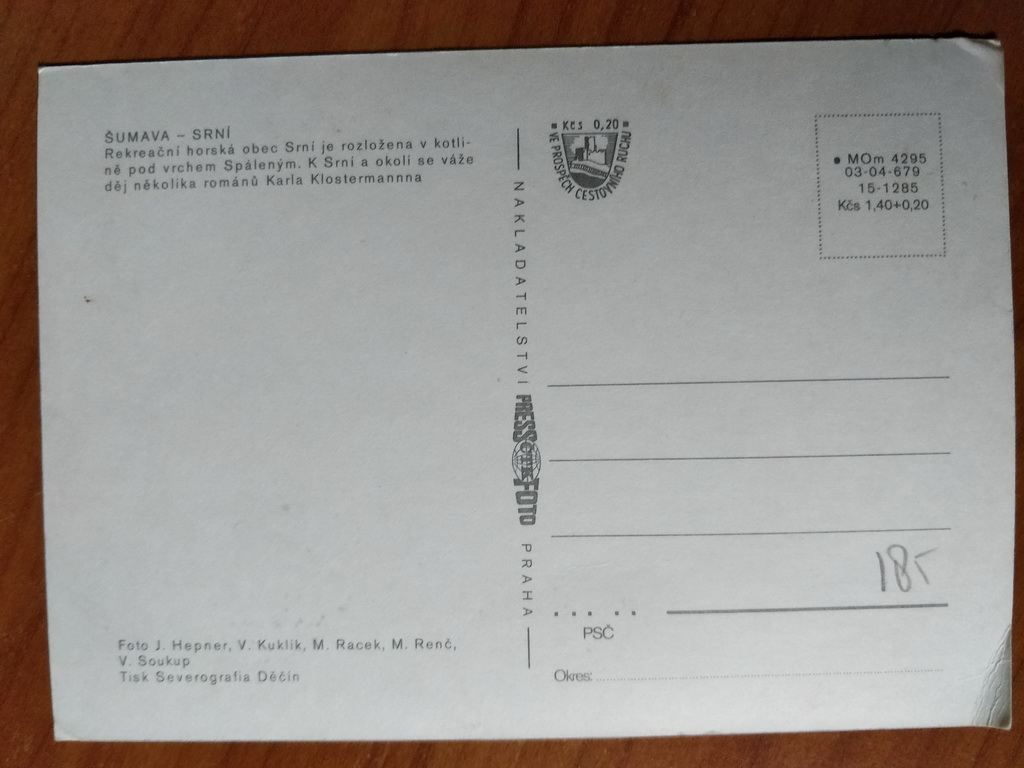 ŠUMAVA – SRNÍ
Rekreační horská obec Srní je rozložena v kotli-
ně pod vrchem Spáleným. K Srní a okolí se váže
děj několika románů Karla Klostermannna
Foto J. Hepner, V. Kuklík, M. Racek, M. Renč,
V. Soukup
Tisk Severografia Děčín
NAKLADATELSTVÍ PRESSFOTO PRAHA
ČTK
Kčs 0,20
VE PROSPĚCH CESTOVNÍHO RUCHU
MOm 4295
03-04-679
15-1285
Kčs 1,40+0,20
18,-
PSČ
Okres: